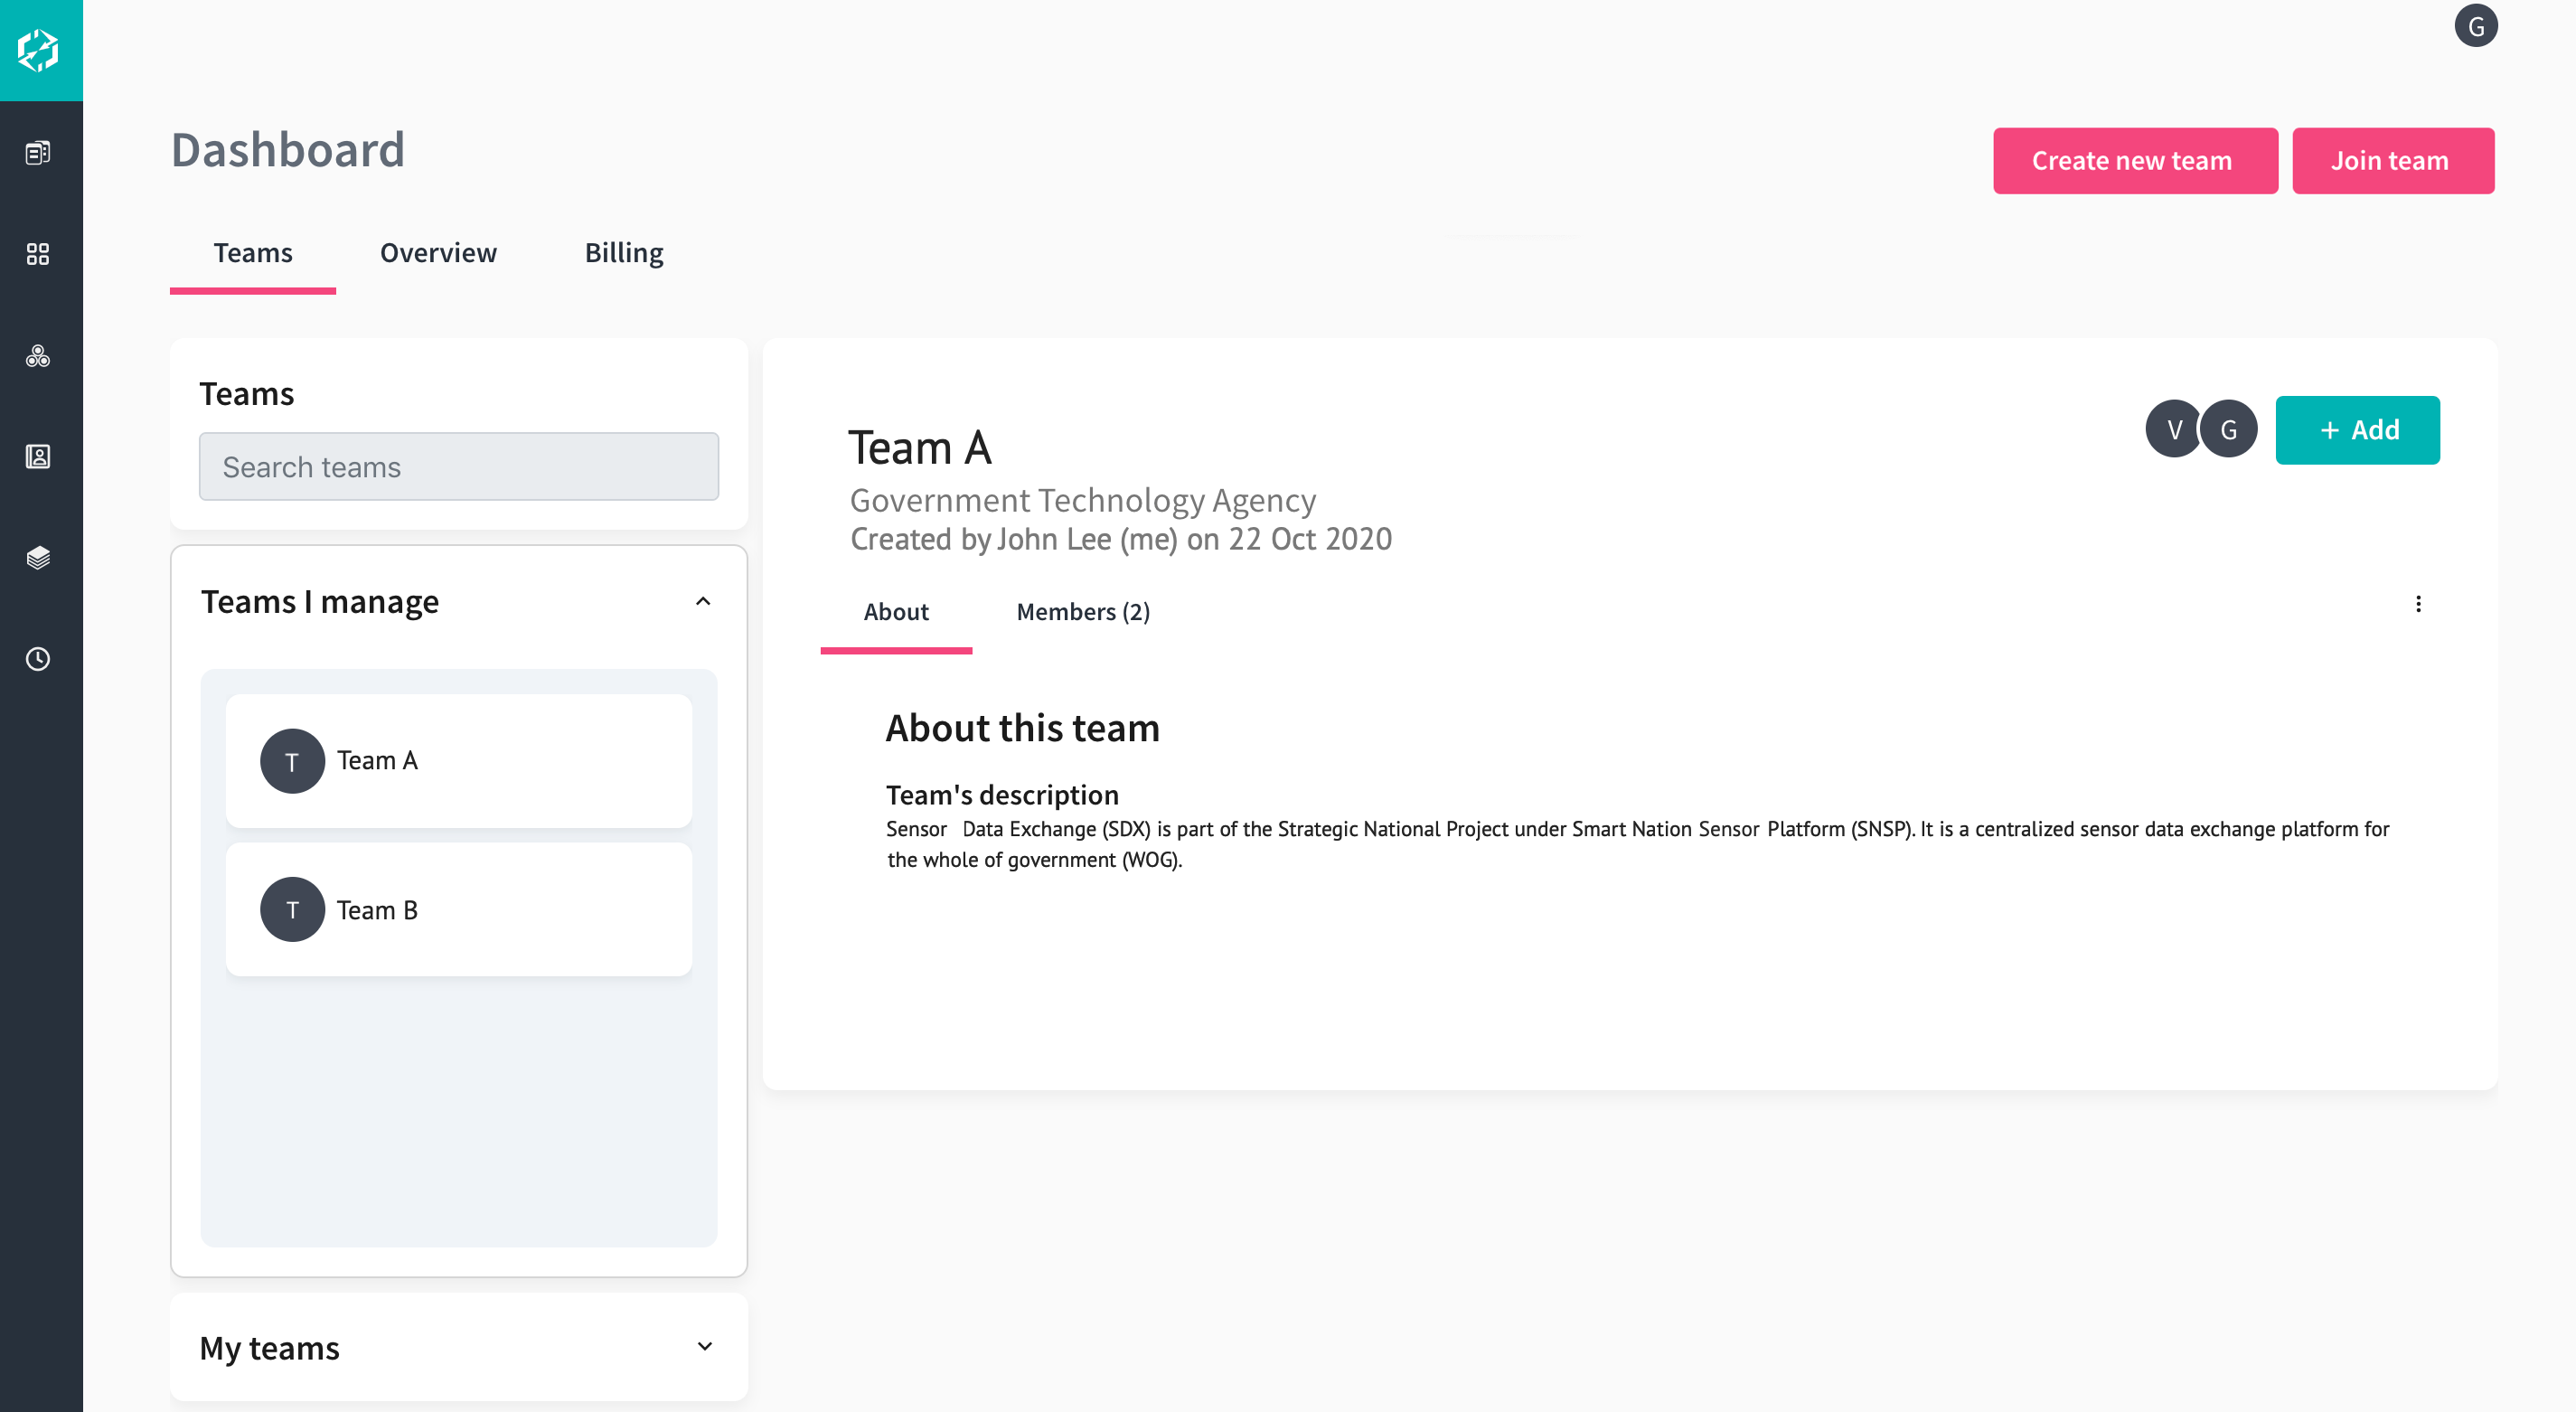 G
Dashboard
Create new team
Join team
Teams
Overview
Billing
Teams
Search teams
Teams I manage
T
Team A
T
Team B
My teams
Team A
V
G
+ Add
Government Technology Agency
Created by John Lee (me) on 22 Oct 2020
About
Members (2)
About this team
Team's description
Sensor Data Exchange (SDX) is part of the Strategic National Project under Smart Nation Sensor Platform (SNSP). It is a centralized sensor data exchange platform for
the whole of government (WOG).